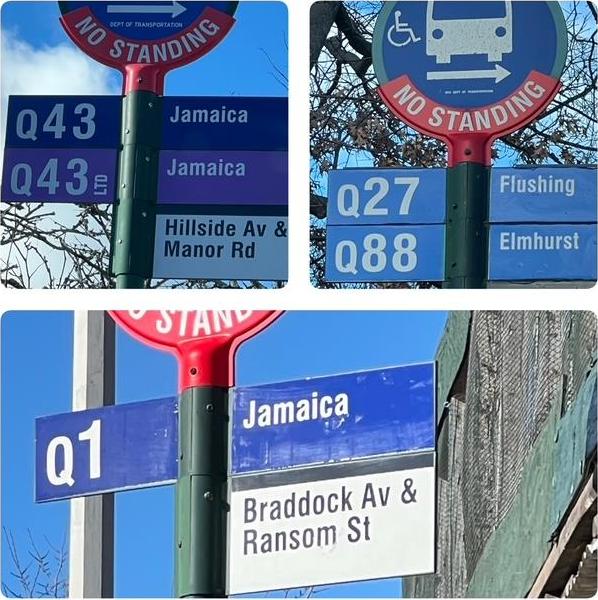 DEPT OF TRANSPORTATION
NO STANDING
Q43
Jamaica
Q43 LTD
Jamaica
Hillside Av &
Manor Rd
NO STANDING
Q27
Flushing
Q88
Elmhurst
STAND
Q1
Jamaica
Braddock Av &
Ransom St